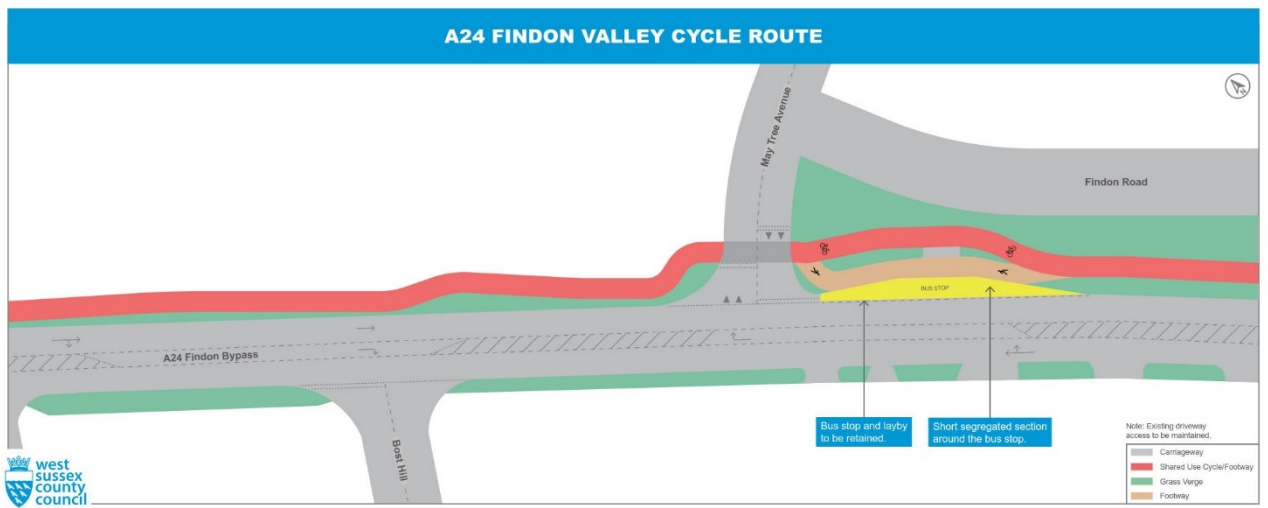 A24 FINDON VALLEY CYCLE ROUTE
N
May Tree Avenue
Findon Road
BUS STOP
A24 Findon Bypass
Bost Hill
Bus stop and layby
to be retained.
Short segregated section
around the bus stop.
Note: Existing driveway
access to be maintained.
Carriageway
Shared Use Cycle/Footway
Grass Verge
Footway
west
sussex
county
council